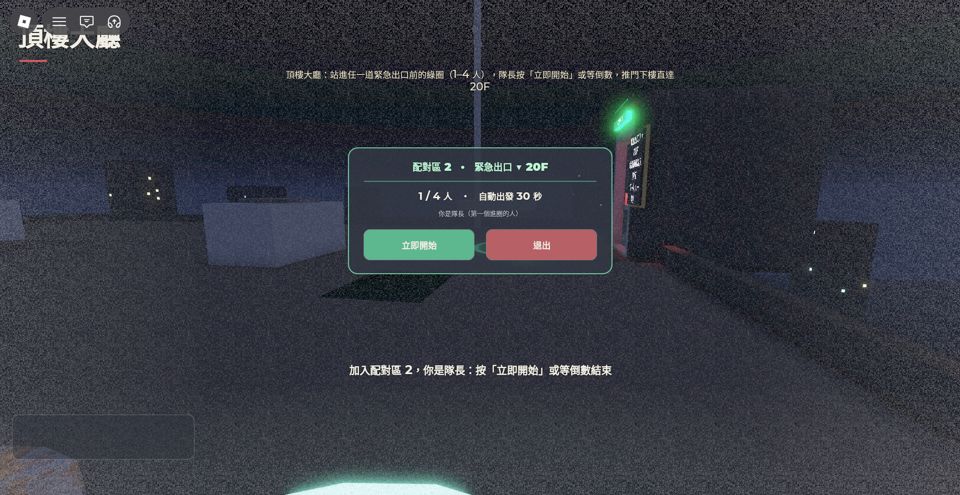 頂樓大廳
頂樓大廳：站進任一道緊急出口前的綠圈（1–4 人），隊長按「立即開始」或等倒數，推門下樓直達
20F
配對區 2 • 緊急出口 ▼ 20F
1 / 4 人 • 自動出發 30 秒
你是隊長（第一個進圈的人）
立即開始
退出
加入配對區 2，你是隊長：按「立即開始」或等倒數結束